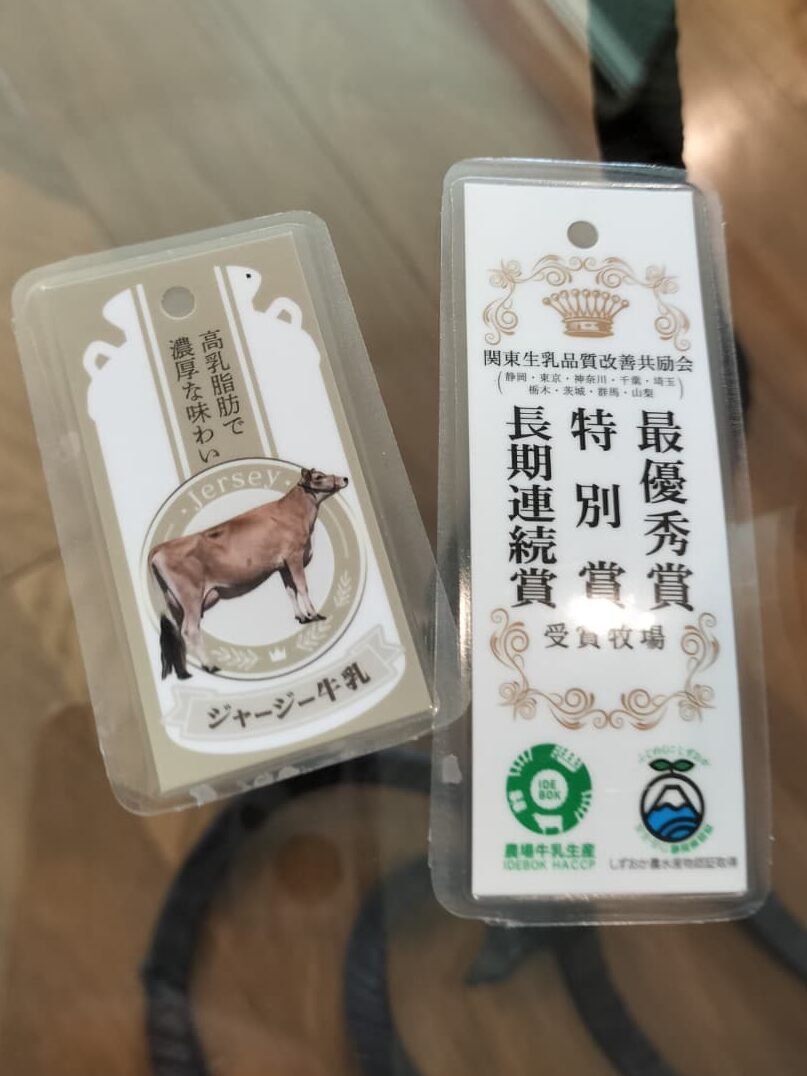 高乳脂肪で
濃厚な味わい
Jersey
ジャージー牛乳
関東生乳品質改善共励会
(静岡・東京・神奈川・千葉・埼玉
栃木・茨城・群馬・山梨)
最優秀賞
特別賞
長期連続賞
受賞牧場
IDE
BOK
農場牛乳生産
IDEBOK HACCP
しずおか農水産物認証取得